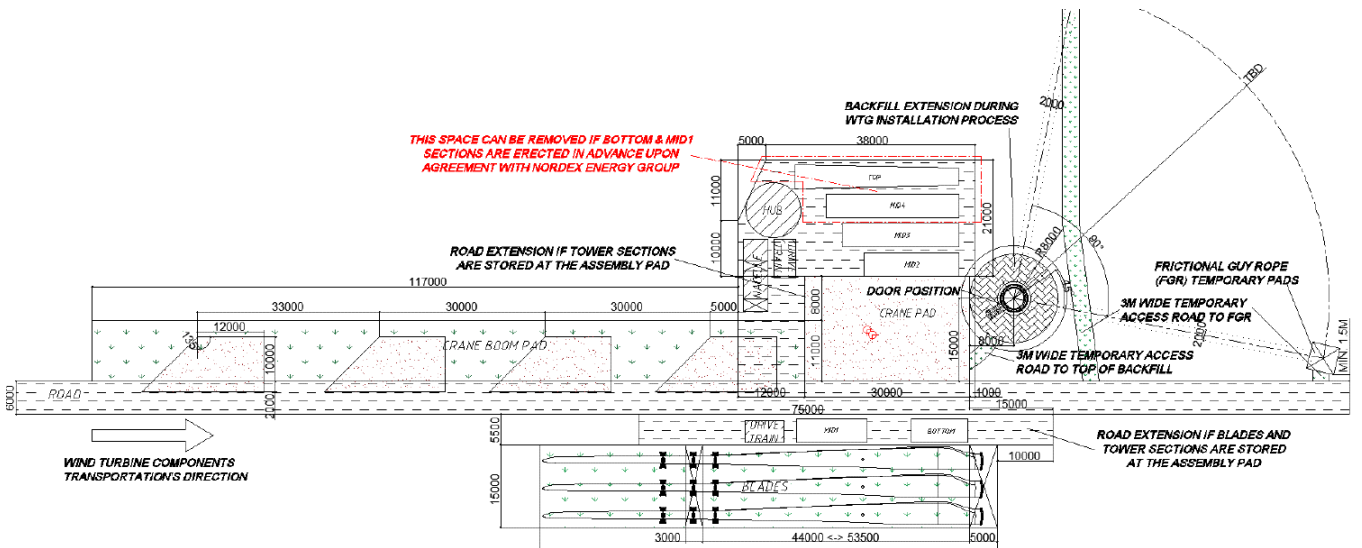 BACKFILL EXTENSION DURING
WTG INSTALLATION PROCESS
2000
TBD
THIS SPACE CAN BE REMOVED IF BOTTOM & MID1
SECTIONS ARE ERECTED IN ADVANCE UPON
AGREEMENT WITH NORDEX ENERGY GROUP
5000
38000
11000
TOP
MID4
HUB
21000
MID3
MID2
10000
NACELLE
DRIVE
TRAIN
R8000
80°
ROAD EXTENSION IF TOWER SECTIONS
ARE STORED AT THE ASSEMBLY PAD
FRICTIONAL GUY ROPE
(FGR) TEMPORARY PADS
117000
DOOR POSITION
3M WIDE TEMPORARY
ACCESS ROAD TO FGR
33000
30000
30000
5000
8000
CRANE PAD
12000
CRANE BOOM PAD
10000
11000
15000
8000
3M WIDE TEMPORARY ACCESS
ROAD TO TOP OF BACKFILL
MIN. 1.5M
6000
ROAD
2000
12000
30000
1000
75000
15000
WIND TURBINE COMPONENTS
TRANSPORTATION'S DIRECTION
5500
DRIVE
TRAIN
MID1
BOTTOM
ROAD EXTENSION IF BLADES AND
TOWER SECTIONS ARE STORED
AT THE ASSEMBLY PAD
10000
15000
BLADES
3000
44000 <-> 53500
5000